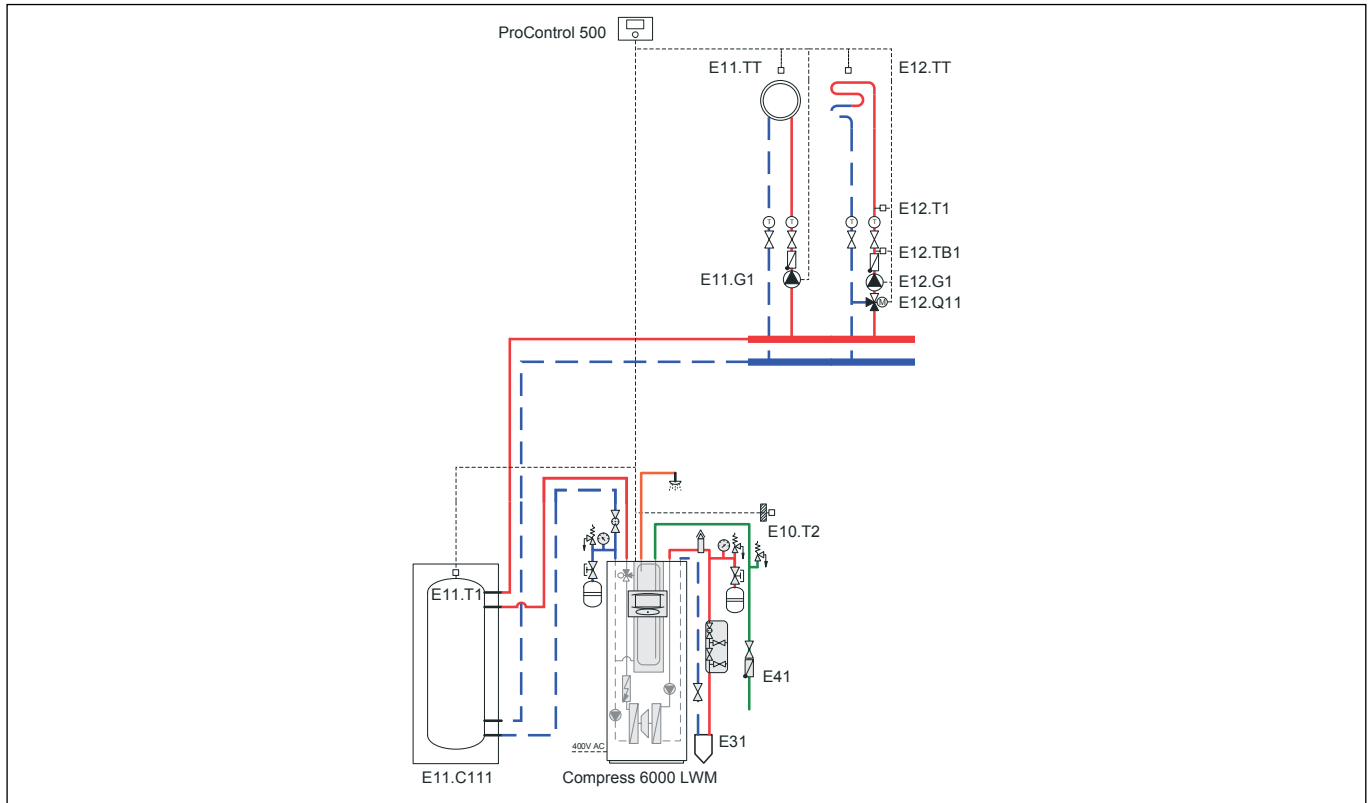 ProControl 500
E11.TT
E12.TT
E12.T1
E12.TB1
E11.G1
E12.G1
M
E12.Q11
T
T
T
T
E10.T2
E11.T1
E41
E31
400V AC
E11.C111
Compress 6000 LWM